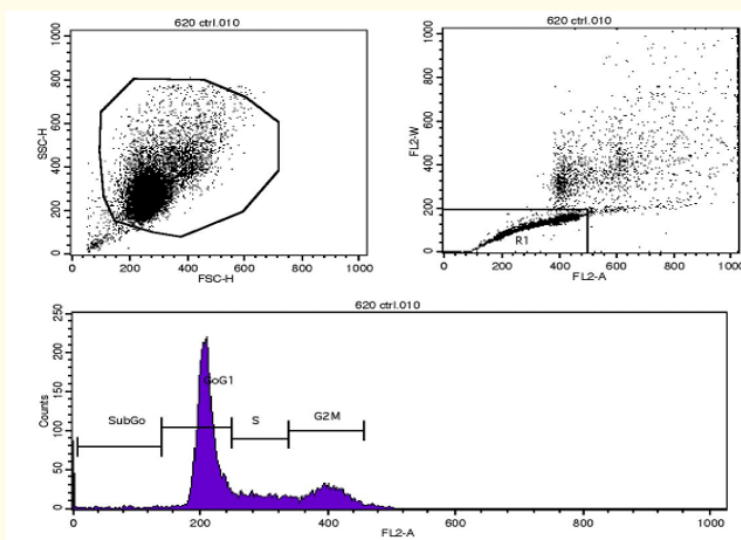 620 ctrl.010
1000
800
600
400
200
0
SSC-H
0 200 400 600 800 1000
FSC-H
620 ctrl.010
1000
800
600
400
200
0
FL2-W
R1
0 200 400 600 800 1000
FL2-A
620 ctrl.010
250
200
150
100
50
0
Counts
SubGo
GoG1
S
G2M
0 200 400 600 800 1000
FL2-A